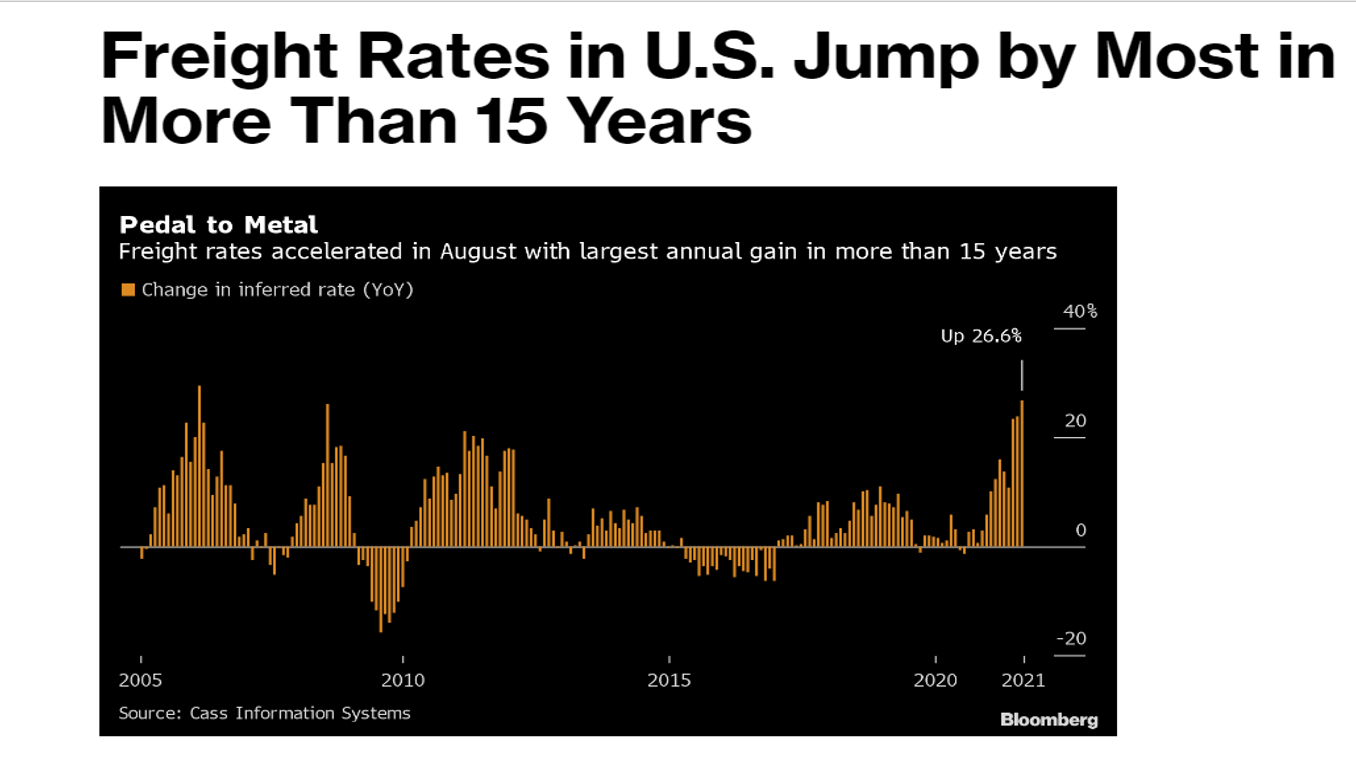 Freight Rates in U.S. Jump by Most in
More Than 15 Years
Pedal to Metal
Freight rates accelerated in August with largest annual gain in more than 15 years
Change in inferred rate (YoY)
40%
Up 26.6%
20
0
-20
2005 2010 2015 2020 2021
Source: Cass Information Systems
Bloomberg